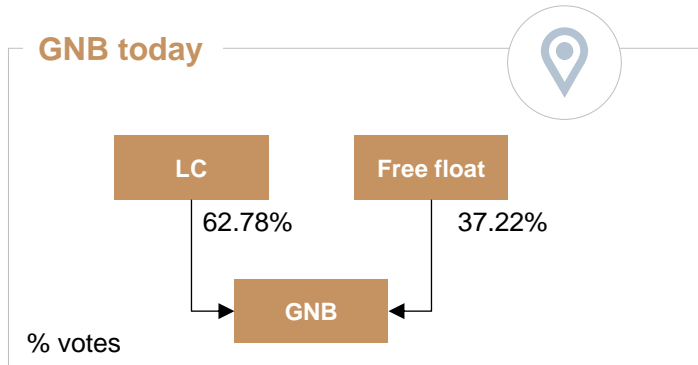 GNB today
LC
Free float
62.78%
37.22%
GNB
% votes